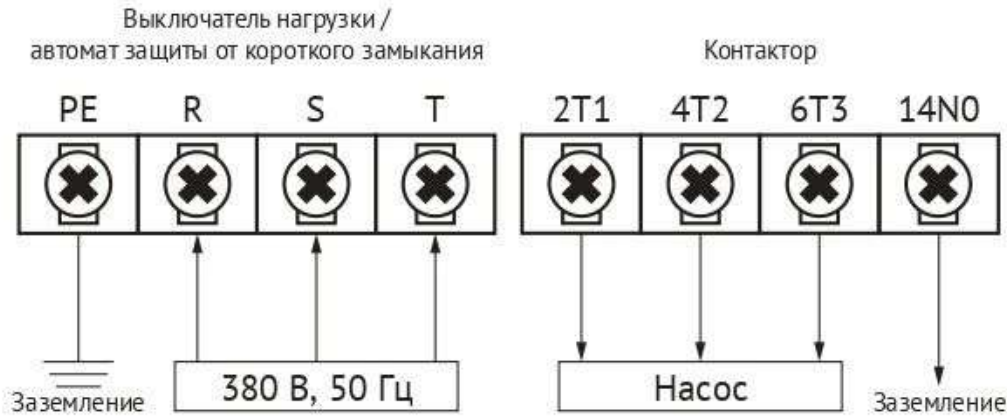 Выключатель нагрузки /
автомат защиты от короткого замыкания
Контактор
PE R S T 2T1 4T2 6T3 14N0
380 В, 50 Гц
Насос
Заземление
Заземление